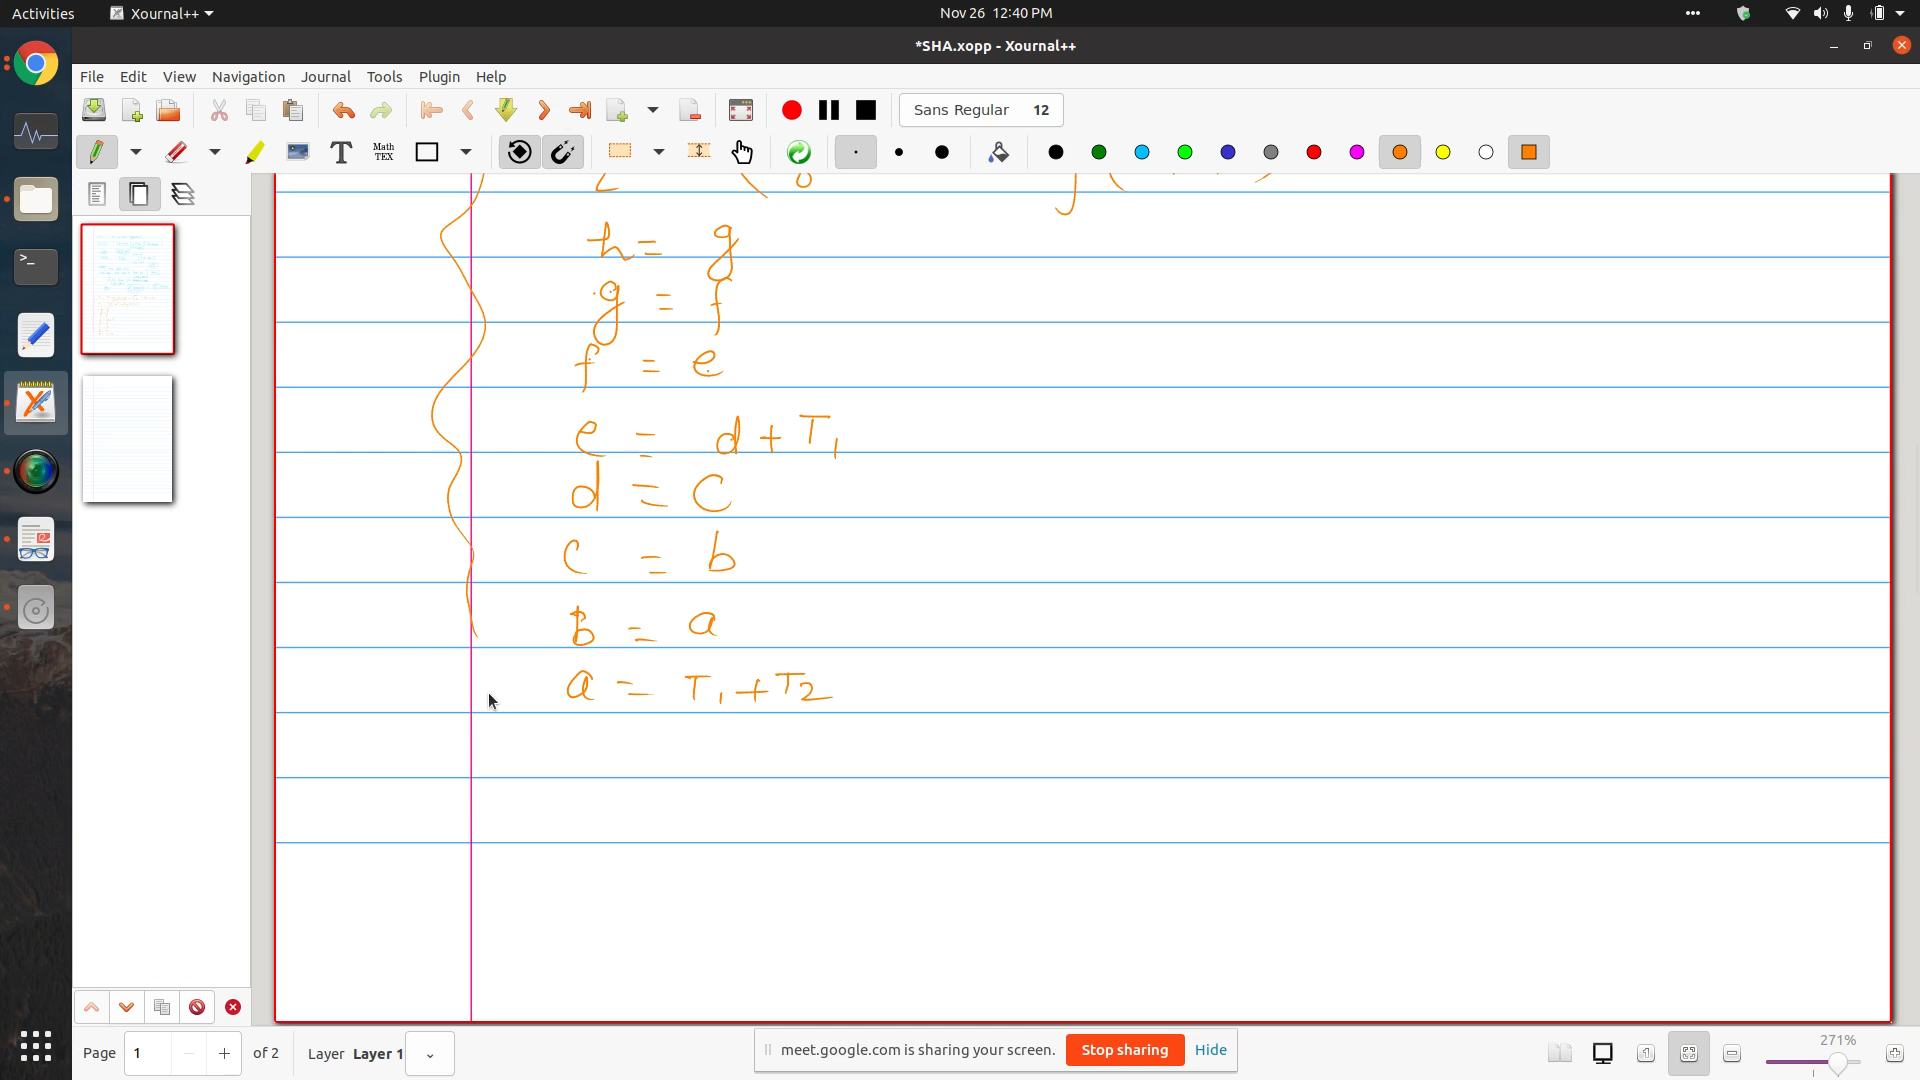 Activities
Xournal++
Nov 26 12:40 PM
*SHA.xopp - Xournal++
File Edit View Navigation Journal Tools Plugin Help
Sans Regular 12
T
Math
TEX
h = g
g = f
f = e
e = d + T1
d = c
c = b
b = a
a = T1 + T2
Page 1 of 2 Layer Layer 1
meet.google.com is sharing your screen. Stop sharing Hide
271%